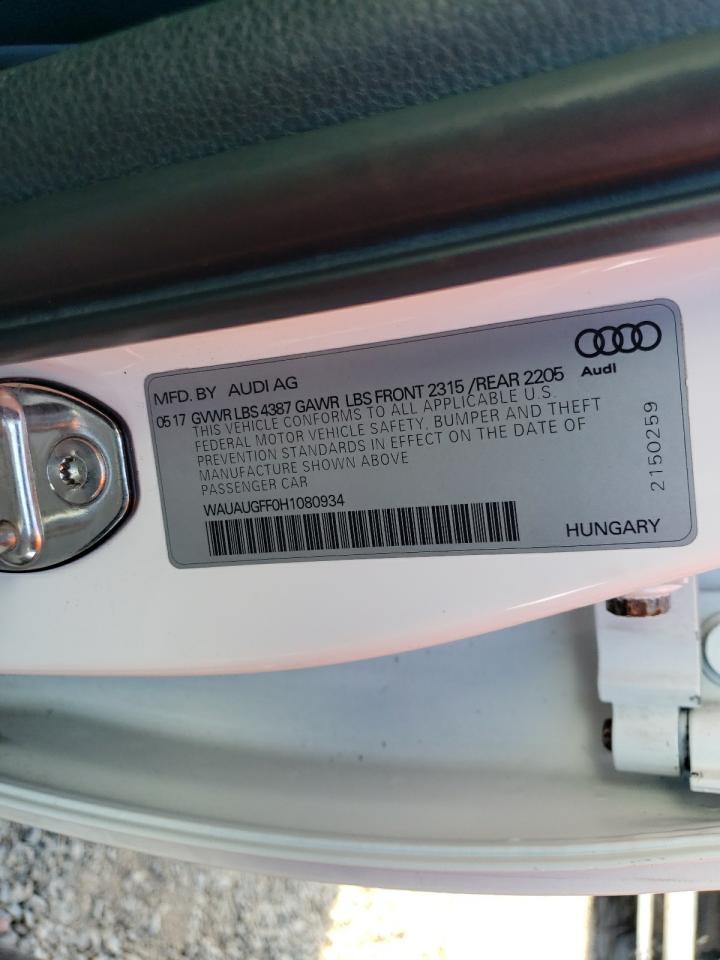 MFD. BY AUDI AG
05 17 GVWR LBS 4387 GAWR LBS FRONT 2315 /REAR 2205
THIS VEHICLE CONFORMS TO ALL APPLICABLE U.S.
FEDERAL MOTOR VEHICLE SAFETY, BUMPER AND THEFT
PREVENTION STANDARDS IN EFFECT ON THE DATE OF
MANUFACTURE SHOWN ABOVE
PASSENGER CAR
WAUAUGFF0H1080934
Audi
2150259
HUNGARY